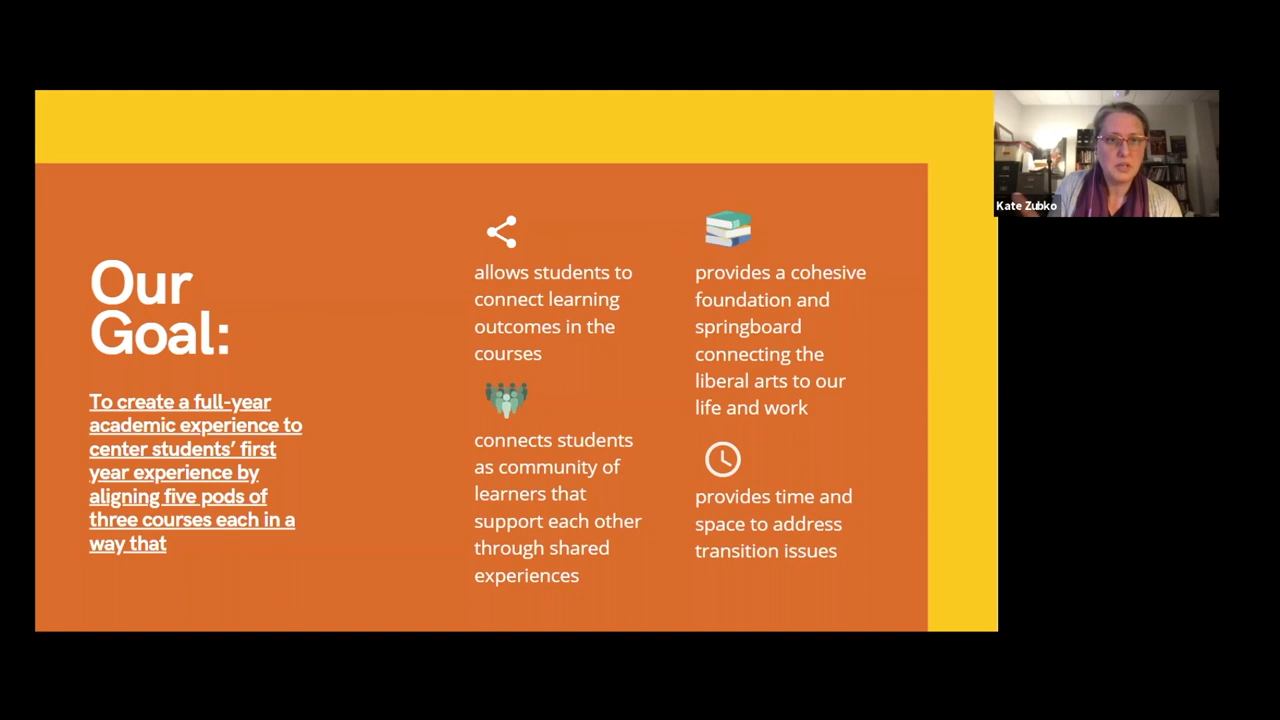 Our
Goal:
To create a full-year
academic experience to
center students’ first
year experience by
aligning five pods of
three courses each in a
way that
allows students to
connect learning
outcomes in the
courses
connects students
as community of
learners that
support each other
through shared
experiences
provides a cohesive
foundation and
springboard
connecting the
liberal arts to our
life and work
provides time and
space to address
transition issues
Kate Zubko